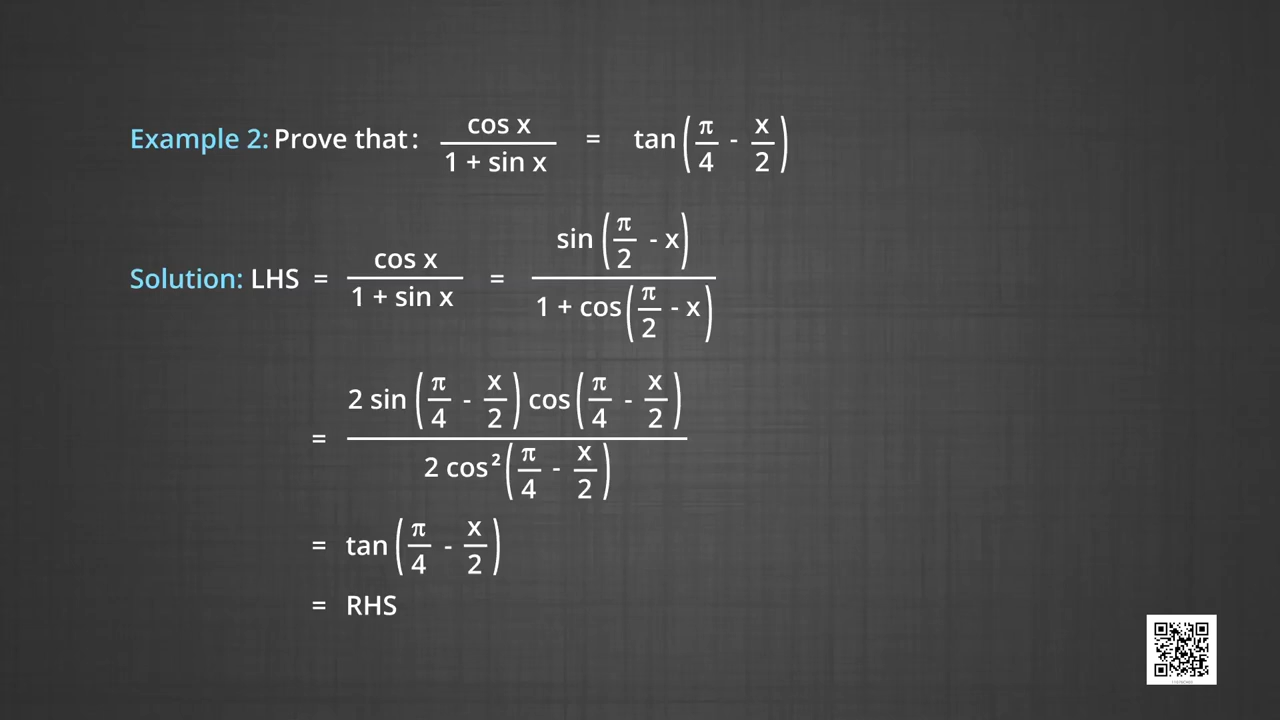 Example 2: Prove that: cos x / (1 + sin x) = tan (π/4 - x/2)
Solution: LHS = cos x / (1 + sin x) = sin (π/2 - x) / (1 + cos (π/2 - x))
= 2 sin (π/4 - x/2) cos (π/4 - x/2) / 2 cos² (π/4 - x/2)
= tan (π/4 - x/2)
= RHS